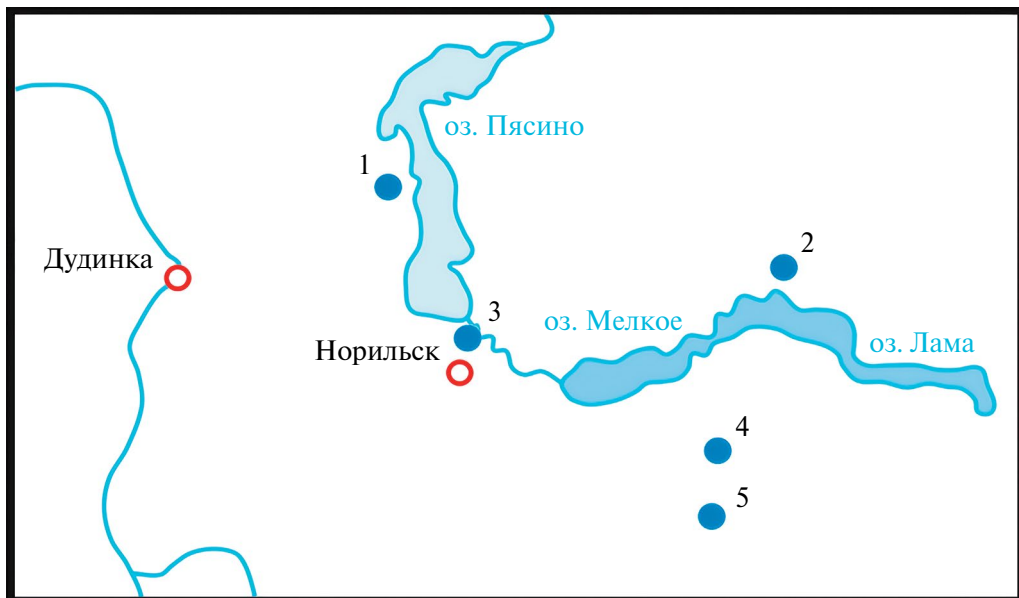 оз. Пясино
1
2
Дудинка
3
оз. Мелкое
оз. Лама
Норильск
4
5